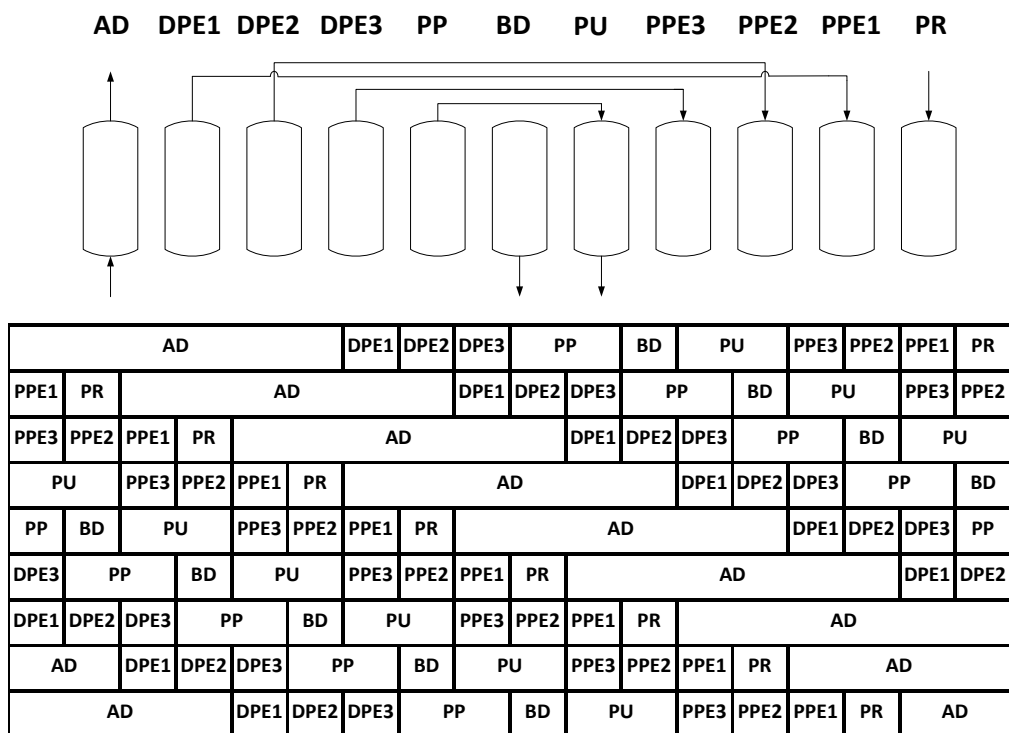 AD DPE1 DPE2 DPE3 PP BD PU PPE3 PPE2 PPE1 PR
AD DPE1 DPE2 DPE3 PP BD PU PPE3 PPE2 PPE1 PR
PPE1 PR AD DPE1 DPE2 DPE3 PP BD PU PPE3 PPE2
PPE3 PPE2 PPE1 PR AD DPE1 DPE2 DPE3 PP BD PU
PU PPE3 PPE2 PPE1 PR AD DPE1 DPE2 DPE3 PP BD
PP BD PU PPE3 PPE2 PPE1 PR AD DPE1 DPE2 DPE3 PP
DPE3 PP BD PU PPE3 PPE2 PPE1 PR AD DPE1 DPE2
DPE1 DPE2 DPE3 PP BD PU PPE3 PPE2 PPE1 PR AD
AD DPE1 DPE2 DPE3 PP BD PU PPE3 PPE2 PPE1 PR AD
AD DPE1 DPE2 DPE3 PP BD PU PPE3 PPE2 PPE1 PR AD